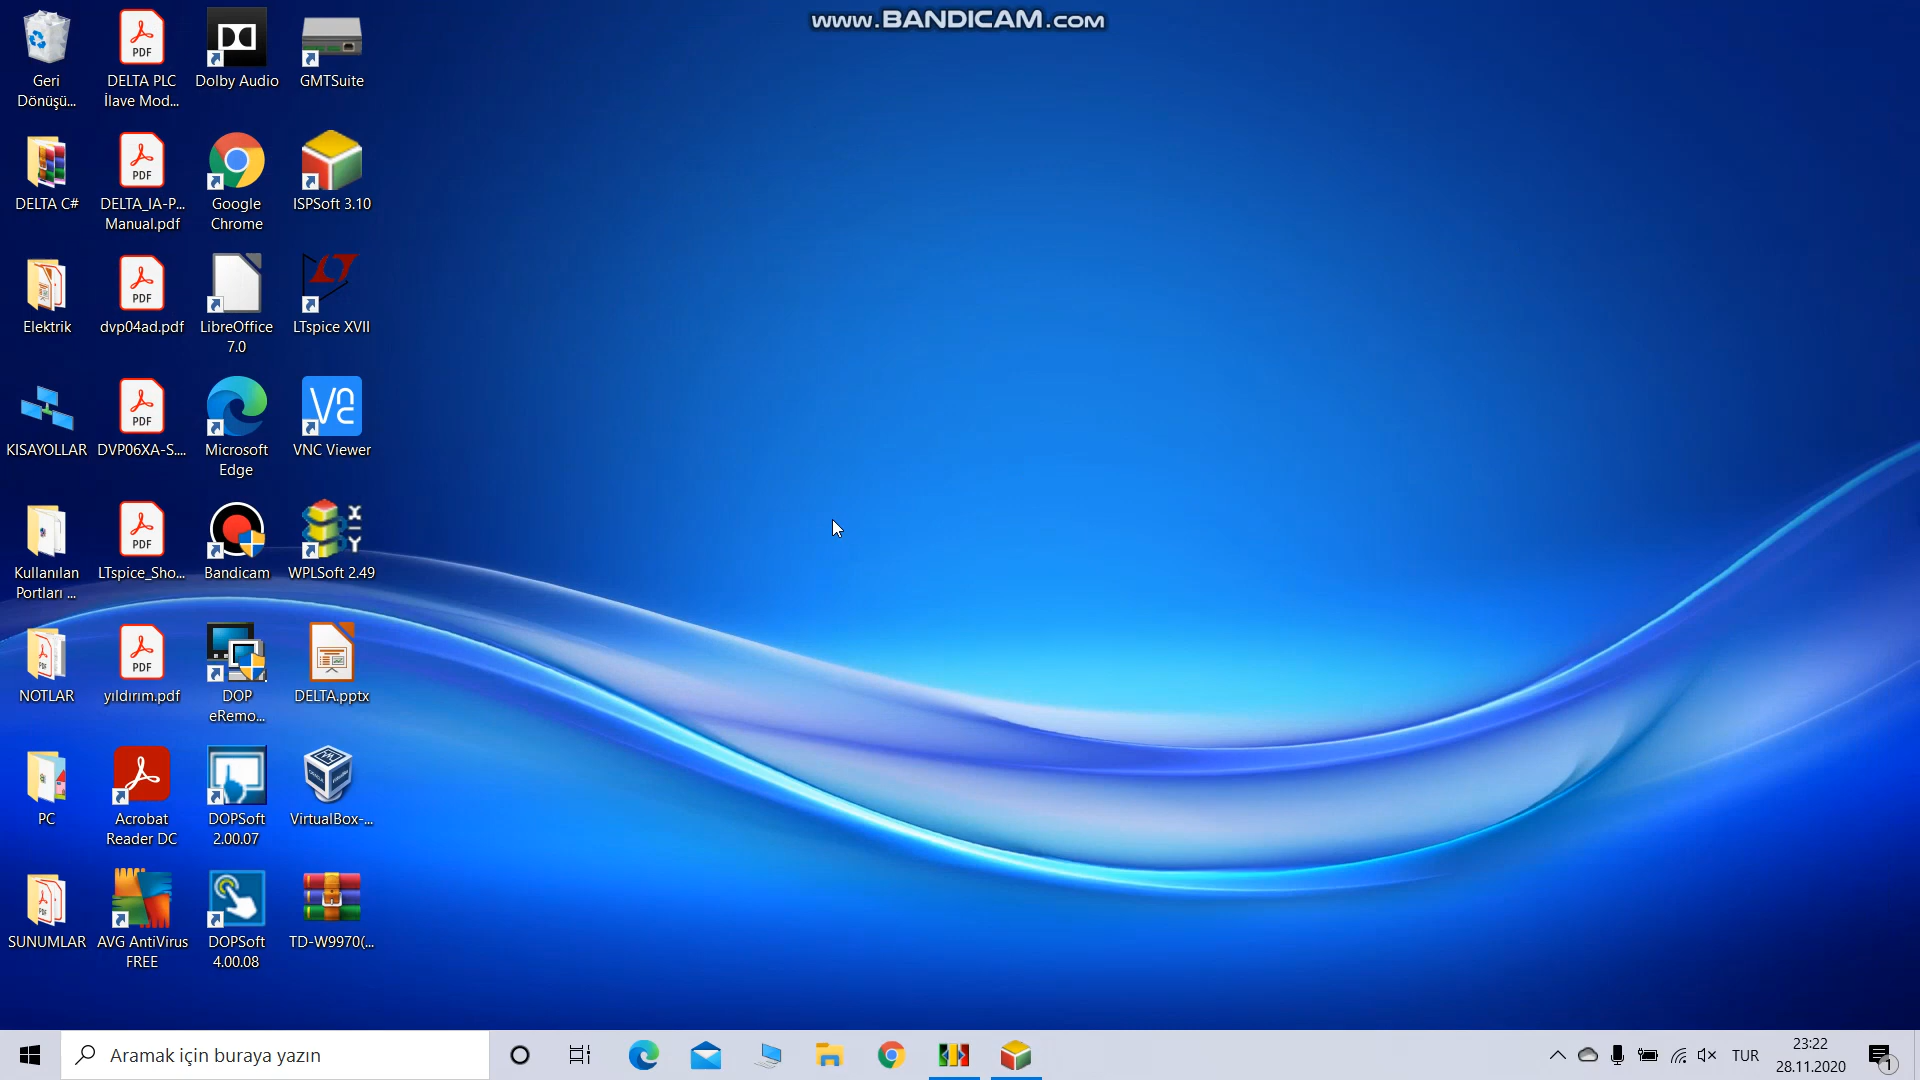 www.BANDICAM.com
Geri
Dönüşü...
DELTA PLC
İlave Mod...
Dolby Audio
GMTSuite
DELTA C#
DELTA_IA-P...
Manual.pdf
Google
Chrome
ISPSoft 3.10
Elektrik
dvp04ad.pdf
LibreOffice
7.0
LTspice XVII
KISAYOLLAR
DVP06XA-S....
Microsoft
Edge
VNC Viewer
Kullanılan
Portları ...
LTspice_Sho...
Bandicam
WPLSoft 2.49
NOTLAR
yıldırım.pdf
DOP
eRemo...
DELTA.pptx
PC
Acrobat
Reader DC
DOPSoft
2.00.07
VirtualBox-...
SUNUMLAR
AVG AntiVirus
FREE
DOPSoft
4.00.08
TD-W9970(...
Aramak için buraya yazın
TUR
23:22
28.11.2020
1